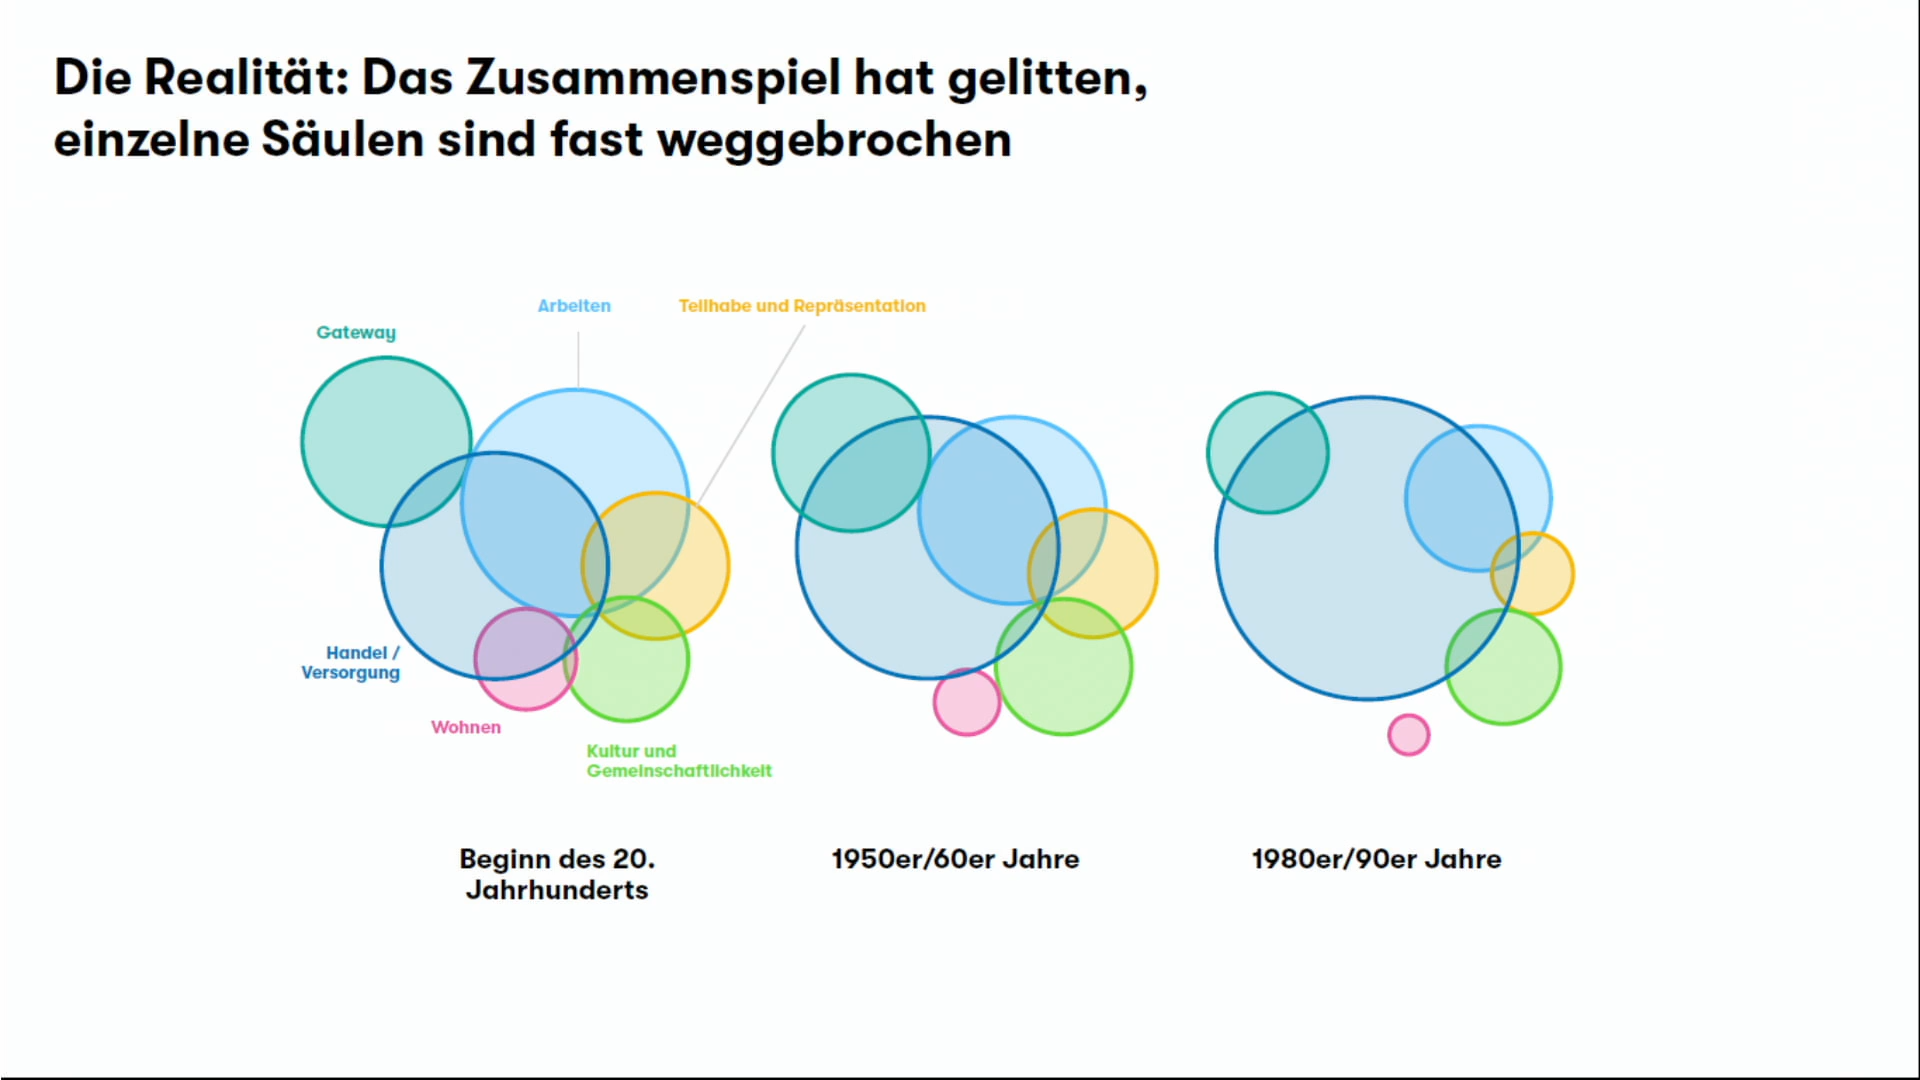 Die Realität: Das Zusammenspiel hat gelitten,
einzelne Säulen sind fast weggebrochen
Arbeiten
Teilhabe und Repräsentation
Gateway
Handel /
Versorgung
Wohnen
Kultur und
Gemeinschaftlichkeit
Beginn des 20.
Jahrhunderts
1950er/60er Jahre
1980er/90er Jahre